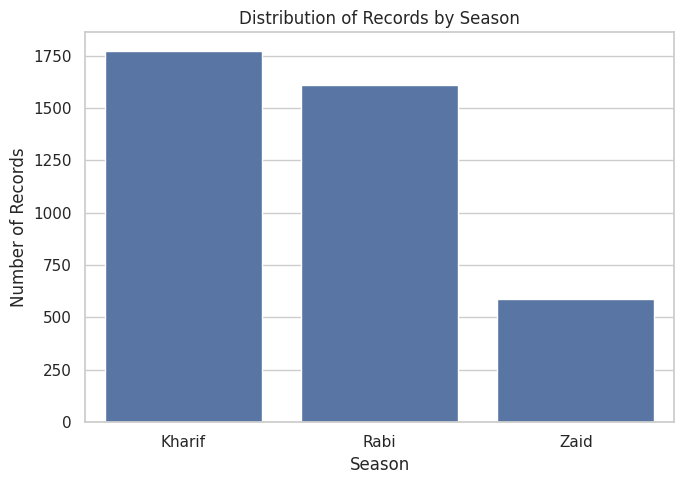 Distribution of Records by Season
Number of Records
1750
1500
1250
1000
750
500
250
0
Kharif Rabi Zaid
Season